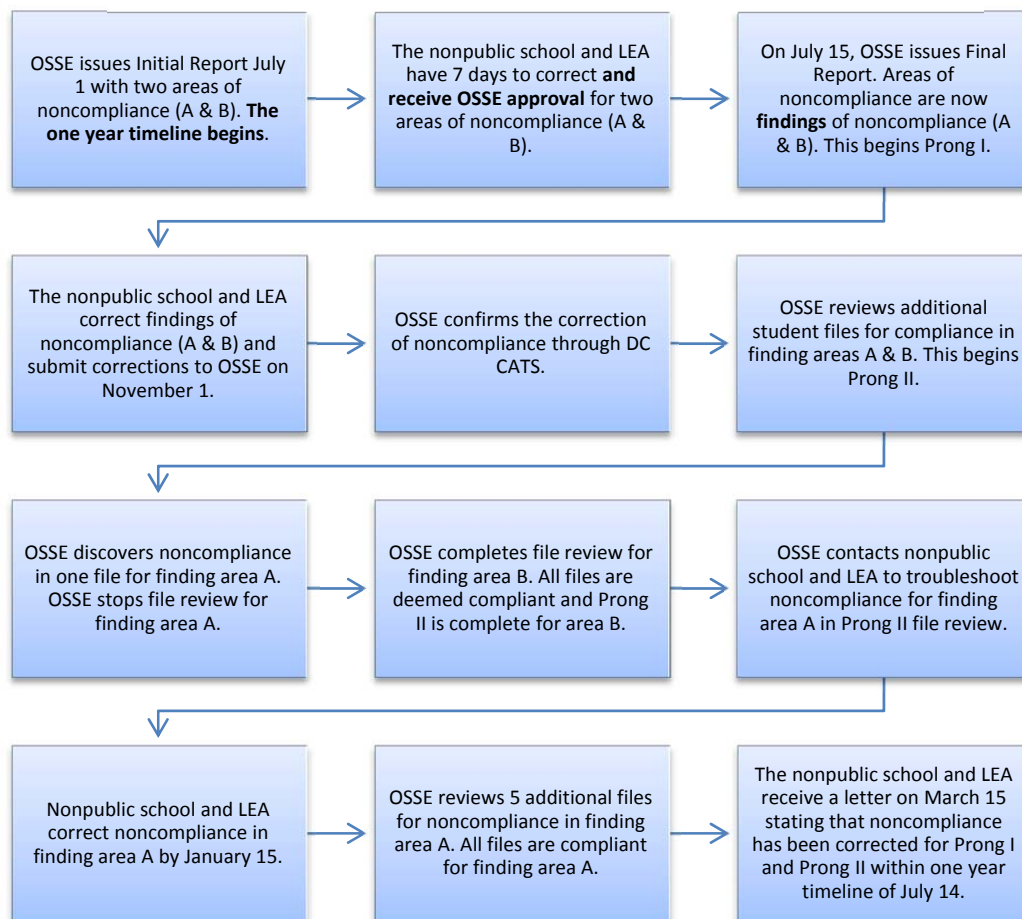 OSSE issues Initial Report July
1 with two areas of
noncompliance (A & B). The
one year timeline begins.
The nonpublic school and LEA
have 7 days to correct and
receive OSSE approval for two
areas of noncompliance (A &
B).
On July 15, OSSE issues Final
Report. Areas of
noncompliance are now
findings of noncompliance (A
& B). This begins Prong I.
The nonpublic school and LEA
correct findings of
noncompliance (A & B) and
submit corrections to OSSE on
November 1.
OSSE confirms the correction
of noncompliance through DC
CATS.
OSSE reviews additional
student files for compliance in
finding areas A & B. This begins
Prong II.
OSSE discovers noncompliance
in one file for finding area A.
OSSE stops file review for
finding area A.
OSSE completes file review for
finding area B. All files are
deemed compliant and Prong
II is complete for area B.
OSSE contacts nonpublic
school and LEA to troubleshoot
noncompliance for finding
area A in Prong II file review.
Nonpublic school and LEA
correct noncompliance in
finding area A by January 15.
OSSE reviews 5 additional files
for noncompliance in finding
area A. All files are compliant
for finding area A.
The nonpublic school and LEA
receive a letter on March 15
stating that noncompliance
has been corrected for Prong I
and Prong II within one year
timeline of July 14.